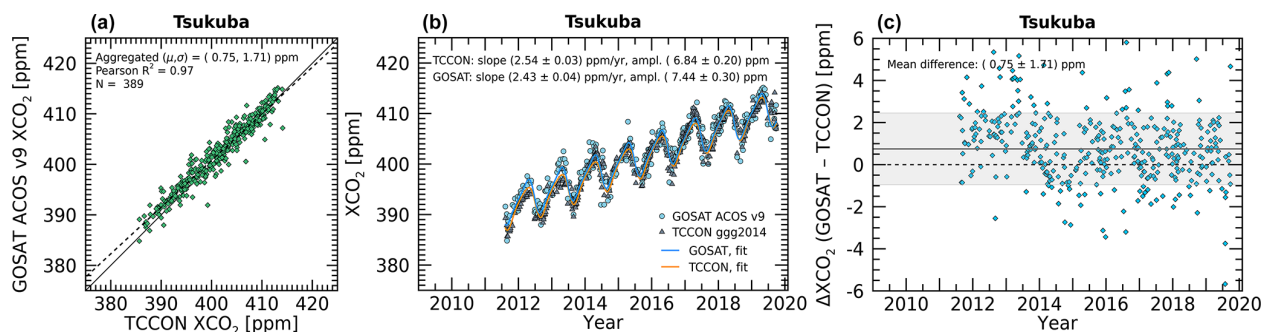 (a) Tsukuba
Aggregated (μ,σ) = ( 0.75, 1.71) ppm
Pearson R² = 0.97
N = 389
GOSAT ACOS v9 XCO₂ [ppm]
420
410
400
390
380
380 390 400 410 420
TCCON XCO₂ [ppm]
(b) Tsukuba
TCCON: slope (2.54 ± 0.03) ppm/yr, ampl. ( 6.84 ± 0.20) ppm
GOSAT: slope (2.43 ± 0.04) ppm/yr, ampl. ( 7.44 ± 0.30) ppm
XCO₂ [ppm]
420
410
400
390
380
GOSAT ACOS v9
TCCON ggg2014
GOSAT, fit
TCCON, fit
2010 2012 2014 2016 2018 2020
Year
(c) Tsukuba
Mean difference: ( 0.75 ± 1.71) ppm
ΔXCO₂ (GOSAT − TCCON) [ppm]
6
4
2
0
-2
-4
-6
2010 2012 2014 2016 2018 2020
Year